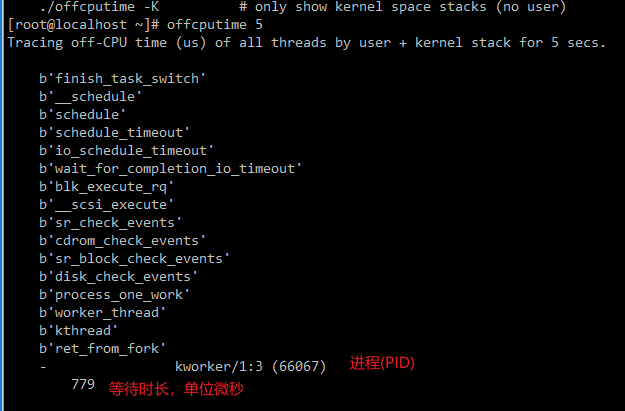 ./offcputime -K # only show kernel space stacks (no user)
[root@localhost ~]# offcputime 5
Tracing off-CPU time (us) of all threads by user + kernel stack for 5 secs.
b'finish_task_switch'
b'__schedule'
b'schedule'
b'schedule_timeout'
b'io_schedule_timeout'
b'wait_for_completion_io_timeout'
b'blk_execute_rq'
b'__scsi_execute'
b'sr_check_events'
b'cdrom_check_events'
b'sr_block_check_events'
b'disk_check_events'
b'process_one_work'
b'worker_thread'
b'kthread'
b'ret_from_fork'
- kworker/1:3 (66067) 进程(PID)
779 等待时长，单位微秒